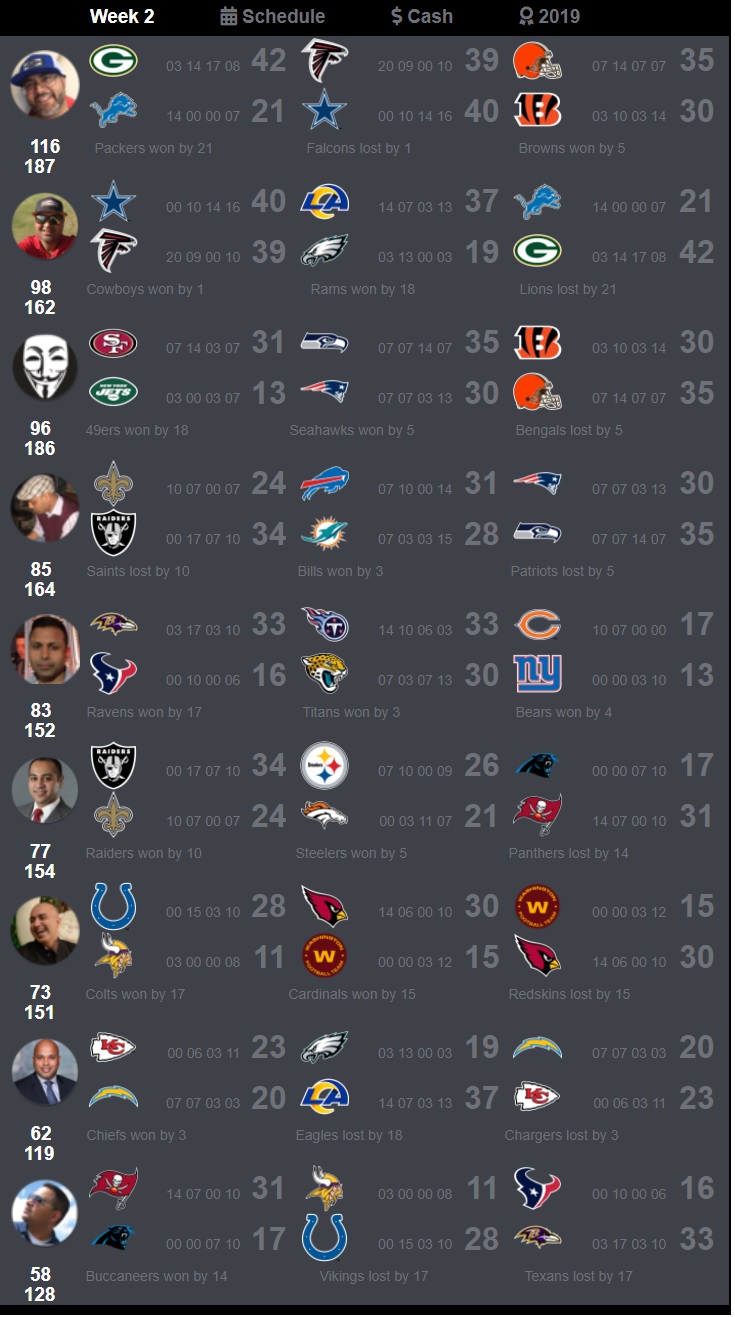 Week 2 Schedule $ Cash 2019
03 14 17 08 42 20 09 00 10 39 07 14 07 07 35
14 00 00 07 21 00 10 14 16 40 03 10 03 14 30
116 Packers won by 21 Falcons lost by 1 Browns won by 5
187
00 10 14 16 40 14 07 03 13 37 14 00 00 07 21
20 09 00 10 39 03 13 00 03 19 03 14 17 08 42
98 Cowboys won by 1 Rams won by 18 Lions lost by 21
162
07 14 03 07 31 07 07 14 07 35 03 10 03 14 30
NEW YORK JETS 03 00 03 07 13 07 07 03 13 30 07 14 07 07 35
96 49ers won by 18 Seahawks won by 5 Bengals lost by 5
186
10 07 00 07 24 07 10 00 14 31 07 07 03 13 30
RAIDERS 00 17 07 10 34 07 03 03 15 28 07 07 14 07 35
85 Saints lost by 10 Bills won by 3 Patriots lost by 5
164
03 17 03 10 33 14 10 06 03 33 10 07 00 00 17
00 10 00 06 16 07 03 07 13 30 ny 00 00 03 10 13
83 Ravens won by 17 Titans won by 3 Bears won by 4
152
RAIDERS 00 17 07 10 34 Steelers 07 10 00 09 26 00 00 07 10 17
10 07 00 07 24 00 03 11 07 21 14 07 00 10 31
77 Raiders won by 10 Steelers won by 5 Panthers lost by 14
154
00 15 03 10 28 14 06 00 10 30 WASHINGTON W FOOTBALL TEAM 00 00 03 12 15
03 00 00 08 11 WASHINGTON W FOOTBALL TEAM 00 00 03 12 15 14 06 00 10 30
73 Colts won by 17 Cardinals won by 15 Redskins lost by 15
151
00 06 03 11 23 03 13 00 03 19 07 07 03 03 20
07 07 03 03 20 14 07 03 13 37 00 06 03 11 23
62 Chiefs won by 3 Eagles lost by 18 Chargers lost by 3
119
14 07 00 10 31 03 00 00 08 11 00 10 00 06 16
00 00 07 10 17 00 15 03 10 28 03 17 03 10 33
58 Buccaneers won by 14 Vikings lost by 17 Texans lost by 17
128